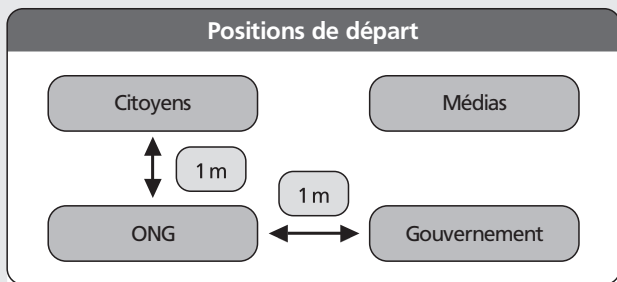 Positions de départ
Citoyens
Médias
1 m
1 m
ONG
Gouvernement